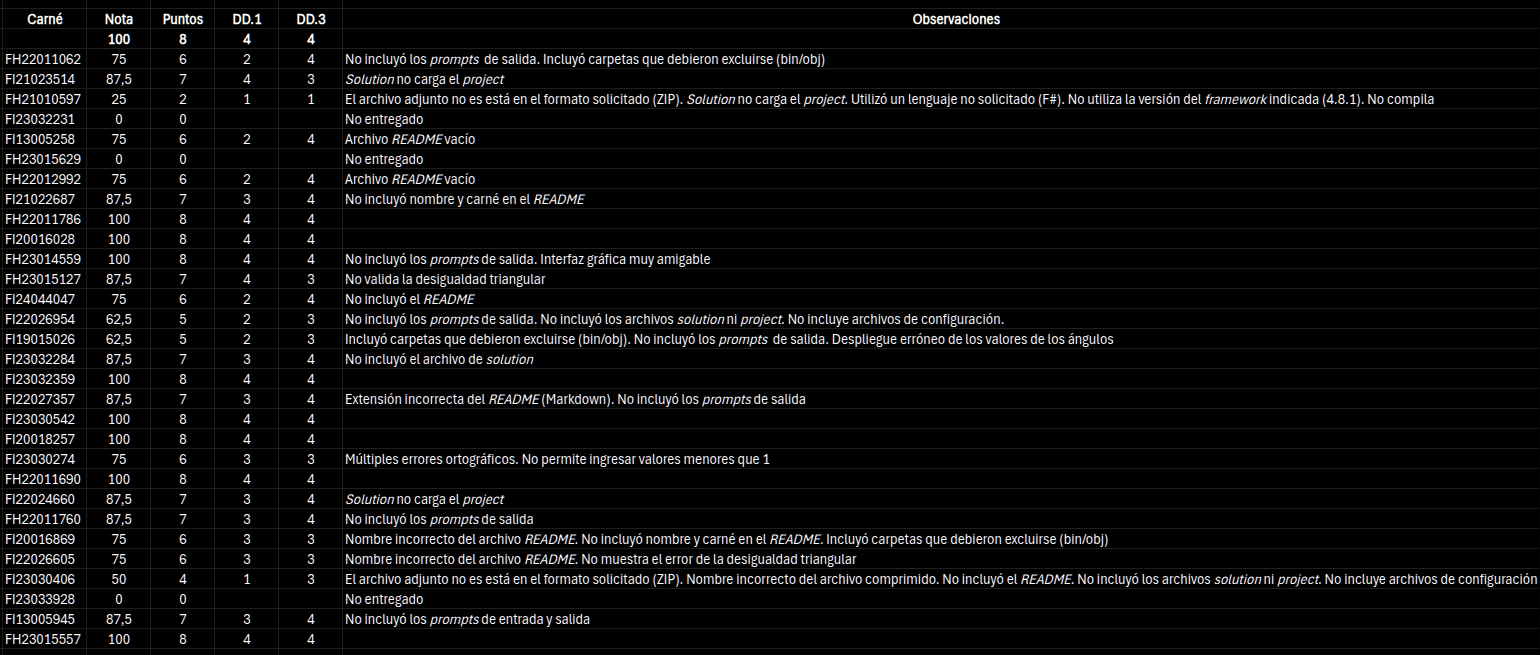 Carné Nota Puntos DD.1 DD.3 Observaciones
100 8 4 4
FH22011062 75 6 2 4 No incluyó los prompts de salida. Incluyó carpetas que debieron excluirse (bin/obj)
FI21023514 87,5 7 4 3 Solution no carga el project
FH21010597 25 2 1 1 El archivo adjunto no es está en el formato solicitado (ZIP). Solution no carga el project. Utilizó un lenguaje no solicitado (F#). No utiliza la versión del framework indicada (4.8.1). No compila
FI23032231 0 0 No entregado
FI13005258 75 6 2 4 Archivo README vacío
FH23015629 0 0 No entregado
FH22012992 75 6 2 4 Archivo README vacío
FI21022687 87,5 7 3 4 No incluyó nombre y carné en el README
FH22011786 100 8 4 4
FI20016028 100 8 4 4
FH23014559 100 8 4 4 No incluyó los prompts de salida. Interfaz gráfica muy amigable
FH23015127 87,5 7 4 3 No valida la desigualdad triangular
FI24044047 75 6 2 4 No incluyó el README
FI22026954 62,5 5 2 3 No incluyó los prompts de salida. No incluyó los archivos solution ni project. No incluye archivos de configuración.
FI19015026 62,5 5 2 3 Incluyó carpetas que debieron excluirse (bin/obj). No incluyó los prompts de salida. Despliegue erróneo de los valores de los ángulos
FI23032284 87,5 7 3 4 No incluyó el archivo de solution
FI23032359 100 8 4 4
FI22027357 87,5 7 3 4 Extensión incorrecta del README (Markdown). No incluyó los prompts de salida
FI23030542 100 8 4 4
FI20018257 100 8 4 4
FI23030274 75 6 3 3 Múltiples errores ortográficos. No permite ingresar valores menores que 1
FH22011690 100 8 4 4
FI22024660 87,5 7 3 4 Solution no carga el project
FH22011760 87,5 7 3 4 No incluyó los prompts de salida
FI20016869 75 6 3 3 Nombre incorrecto del archivo README. No incluyó nombre y carné en el README. Incluyó carpetas que debieron excluirse (bin/obj)
FI22026605 75 6 3 3 Nombre incorrecto del archivo README. No muestra el error de la desigualdad triangular
FI23030406 50 4 1 3 El archivo adjunto no es está en el formato solicitado (ZIP). Nombre incorrecto del archivo comprimido. No incluyó el README. No incluyó los archivos solution ni project. No incluye archivos de configuración
FI23033928 0 0 No entregado
FI13005945 87,5 7 3 4 No incluyó los prompts de entrada y salida
FH23015557 100 8 4 4